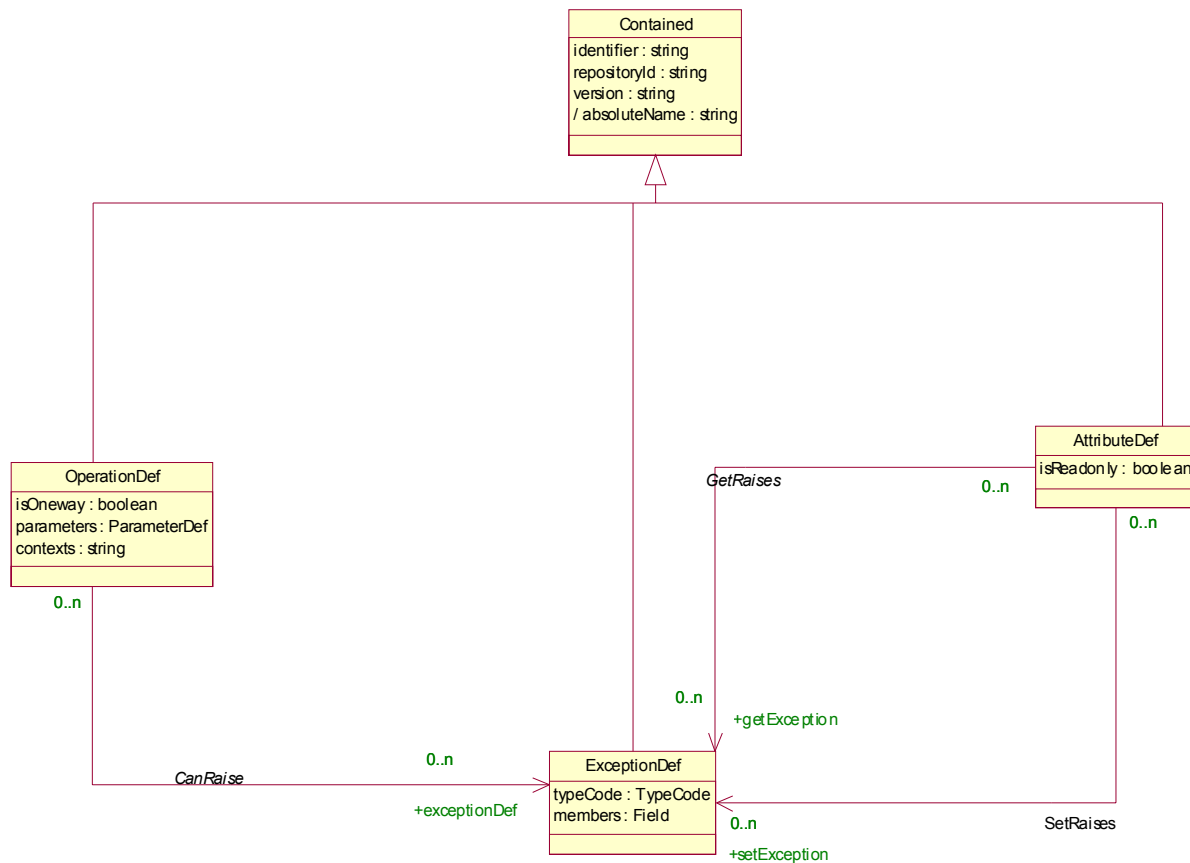 Contained
identifier : string
repositoryId : string
version : string
/ absoluteName : string
AttributeDef
isReadonly : boolean
OperationDef
isOneway : boolean
parameters : ParameterDef
contexts : string
GetRaises
0..n
0..n
0..n
0..n
+getException
CanRaise
0..n
+exceptionDef
ExceptionDef
typeCode : TypeCode
members : Field
0..n
+setException
SetRaises